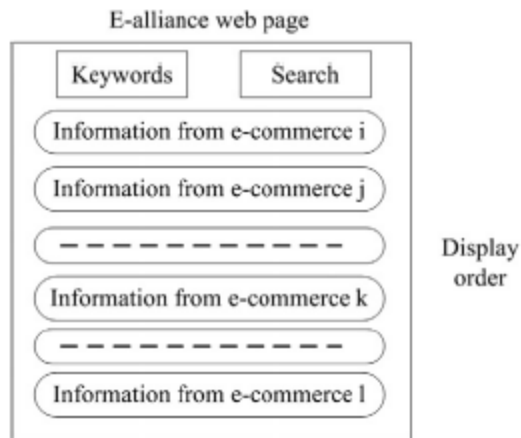 E-alliance web page
Keywords
Search
Information from e-commerce i
Information from e-commerce j
Information from e-commerce k
Information from e-commerce l
Display
order